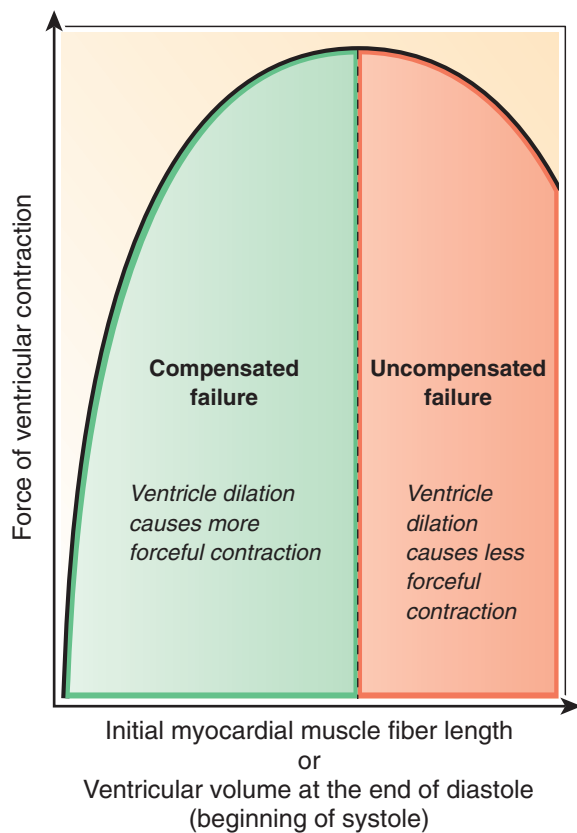 Force of ventricular contraction
Compensated
failure
Ventricle dilation
causes more
forceful contraction
Uncompensated
failure
Ventricle
dilation
causes less
forceful
contraction
Initial myocardial muscle fiber length
or
Ventricular volume at the end of diastole
(beginning of systole)